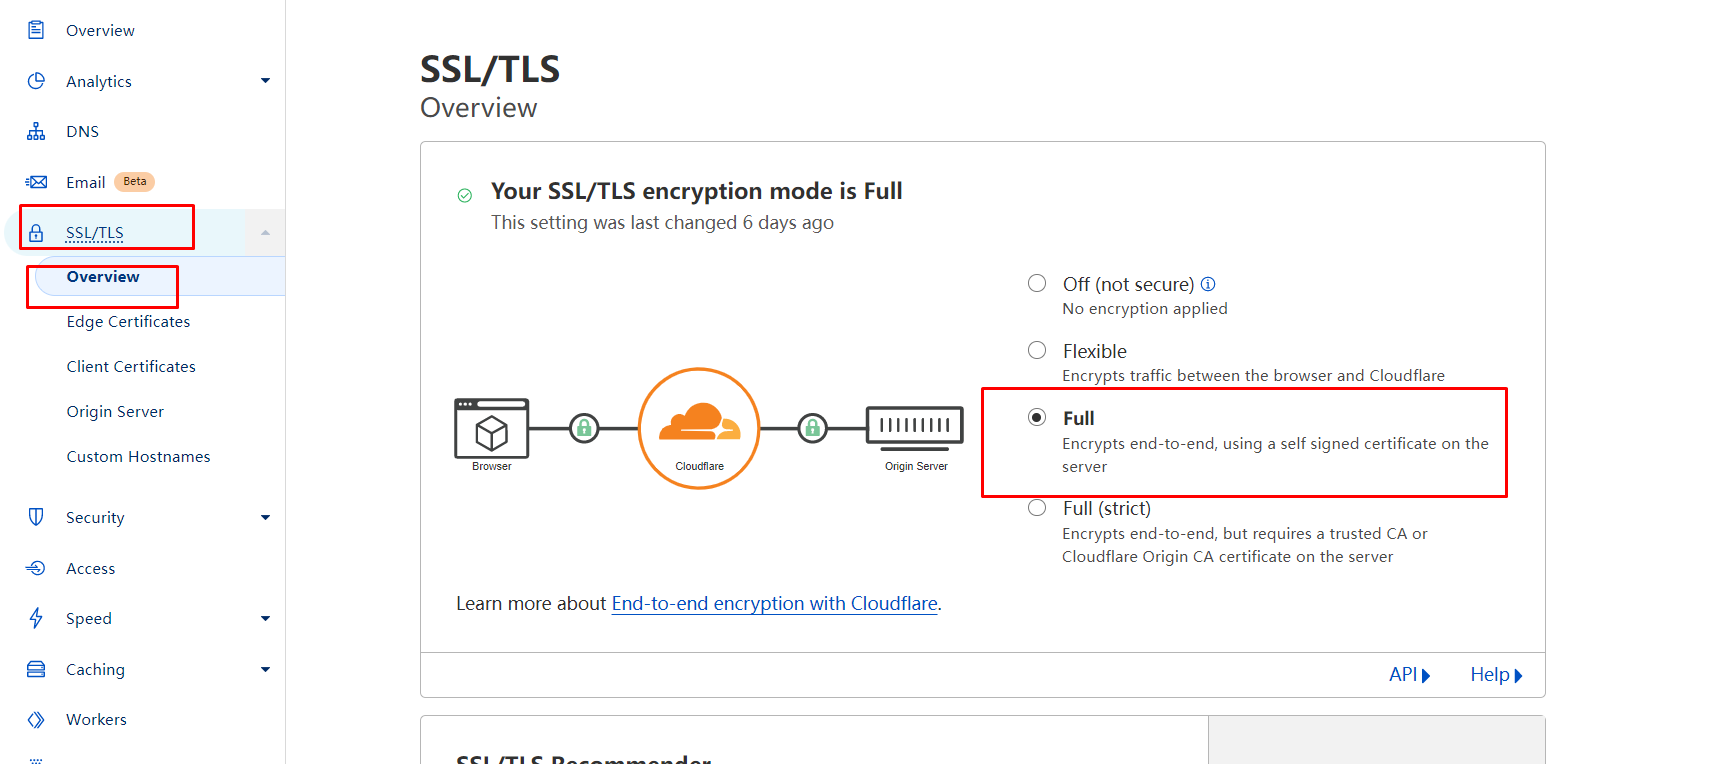 Overview
Analytics
DNS
Email Beta
SSL/TLS
Overview
Edge Certificates
Client Certificates
Origin Server
Custom Hostnames
Security
Access
Speed
Caching
Workers
SSL/TLS
Overview
Your SSL/TLS encryption mode is Full
This setting was last changed 6 days ago
Browser
Cloudflare
Origin Server
Off (not secure)
No encryption applied
Flexible
Encrypts traffic between the browser and Cloudflare
Full
Encrypts end-to-end, using a self signed certificate on the
server
Full (strict)
Encrypts end-to-end, but requires a trusted CA or
Cloudflare Origin CA certificate on the server
Learn more about End-to-end encryption with Cloudflare.
API
Help
SSL/TLS Recommender